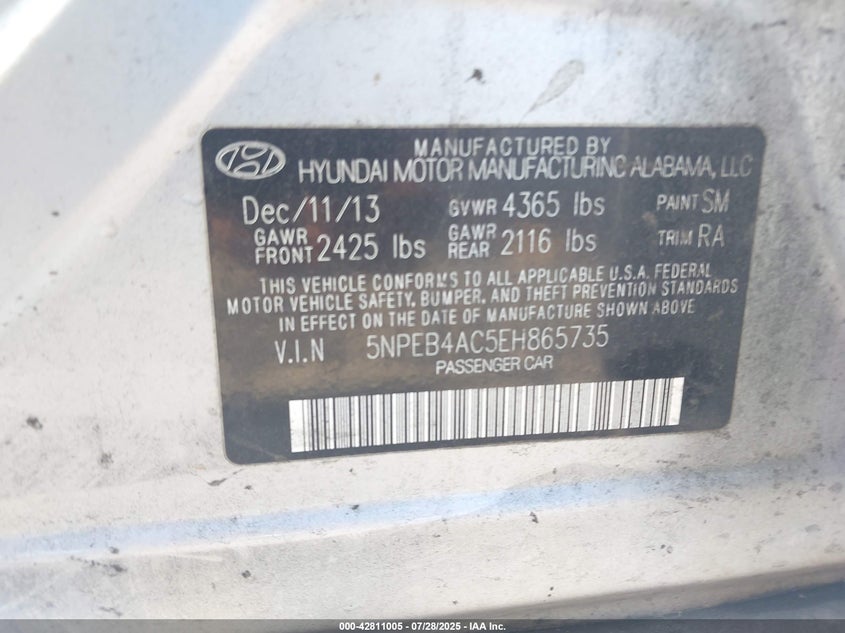 MANUFACTURED BY
HYUNDAI MOTOR MANUFACTURING ALABAMA, LLC
Dec/11/13 GVWR 4365 lbs PAINT SM
GAWR FRONT 2425 lbs GAWR REAR 2116 lbs TRIM RA
THIS VEHICLE CONFORMS TO ALL APPLICABLE U.S.A. FEDERAL
MOTOR VEHICLE SAFETY, BUMPER, AND THEFT PREVENTION STANDARDS
IN EFFECT ON THE DATE OF MANUFACTURE SHOWN ABOVE
V.I.N 5NPEB4AC5EH865735
PASSENGER CAR
000-42811005 - 07/28/2025 - IAA Inc.